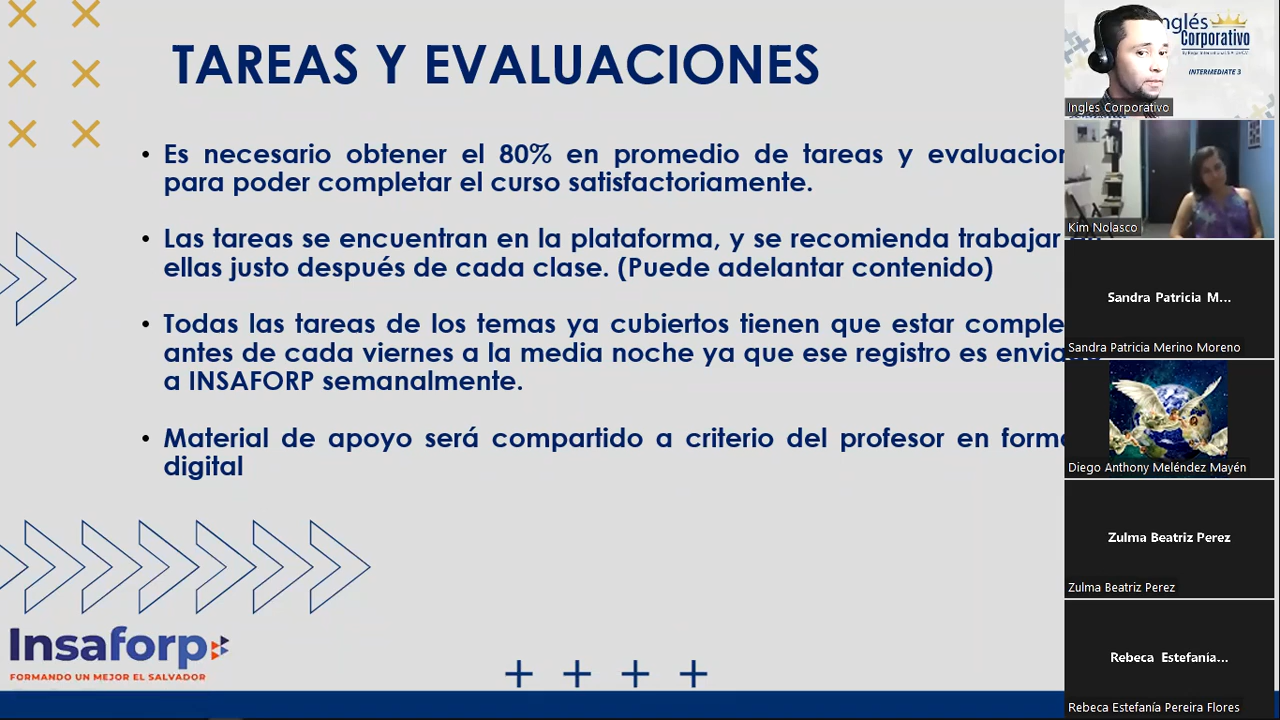 TAREAS Y EVALUACIONES
• Es necesario obtener el 80% en promedio de tareas y evaluacion
para poder completar el curso satisfactoriamente.
• Las tareas se encuentran en la plataforma, y se recomienda trabajar
ellas justo después de cada clase. (Puede adelantar contenido)
• Todas las tareas de los temas ya cubiertos tienen que estar comple
antes de cada viernes a la media noche ya que ese registro es envia
a INSAFORP semanalmente.
• Material de apoyo será compartido a criterio del profesor en forma
digital
Insaforp
FORMANDO UN MEJOR EL SALVADOR
nglés
Corporativo
INTERMEDIATE 3
Ingles Corporativo
Kim Nolasco
Sandra Patricia M...
Sandra Patricia Merino Moreno
Diego Anthony Meléndez Mayén
Zulma Beatriz Perez
Zulma Beatriz Perez
Rebeca Estefanía...
Rebeca Estefanía Pereira Flores